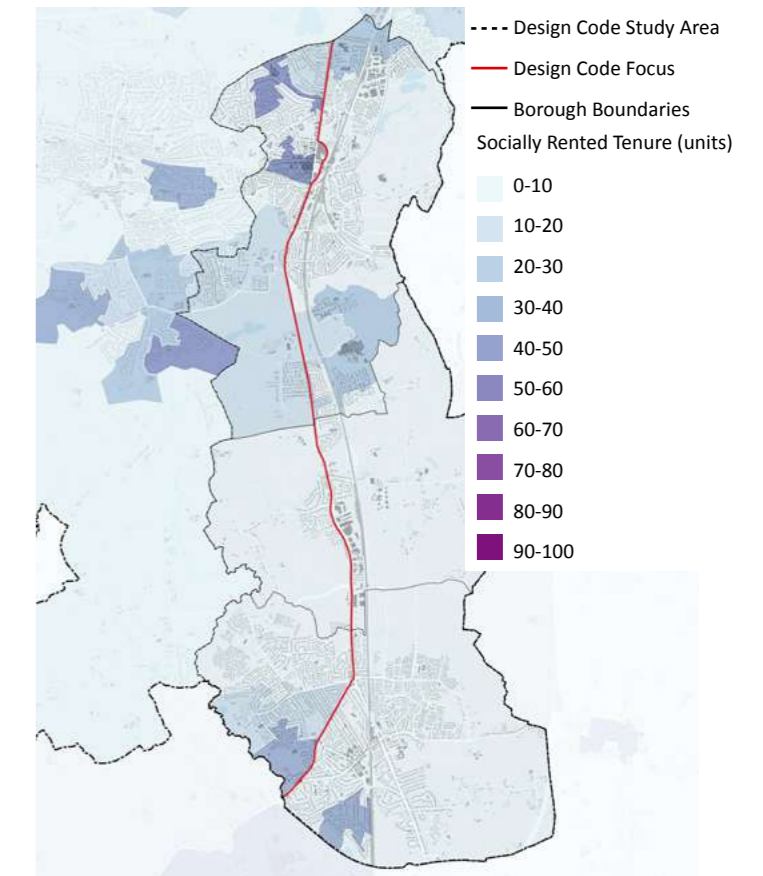 Design Code Study Area
Design Code Focus
Borough Boundaries
Socially Rented Tenure (units)
0-10
10-20
20-30
30-40
40-50
50-60
60-70
70-80
80-90
90-100